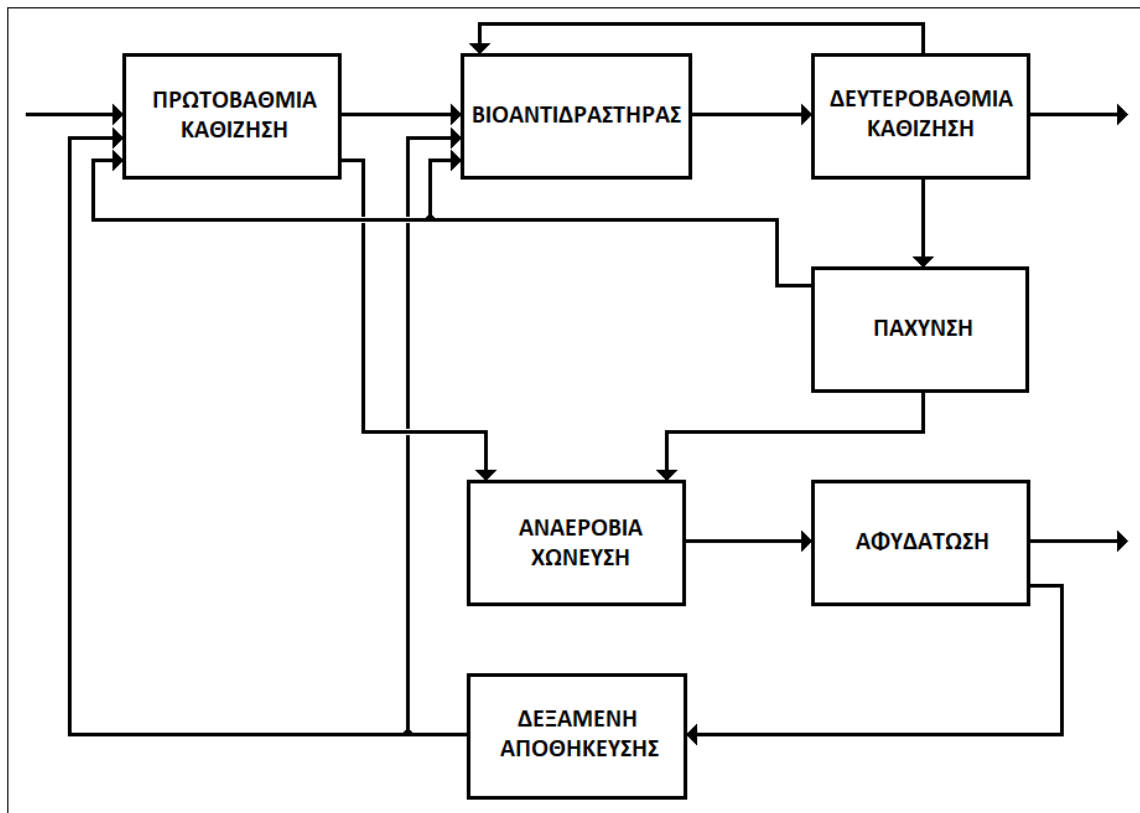 ΠΡΩΤΟΒΑΘΜΙΑ
ΚΑΘΙΖΗΣΗ
ΒΙΟΑΝΤΙΔΡΑΣΤΗΡΑΣ
ΔΕΥΤΕΡΟΒΑΘΜΙΑ
ΚΑΘΙΖΗΣΗ
ΠΑΧΥΝΣΗ
ΑΝΑΕΡΟΒΙΑ
ΧΩΝΕΥΣΗ
ΑΦΥΔΑΤΩΣΗ
ΔΕΞΑΜΕΝΗ
ΑΠΟΘΗΚΕΥΣΗΣ